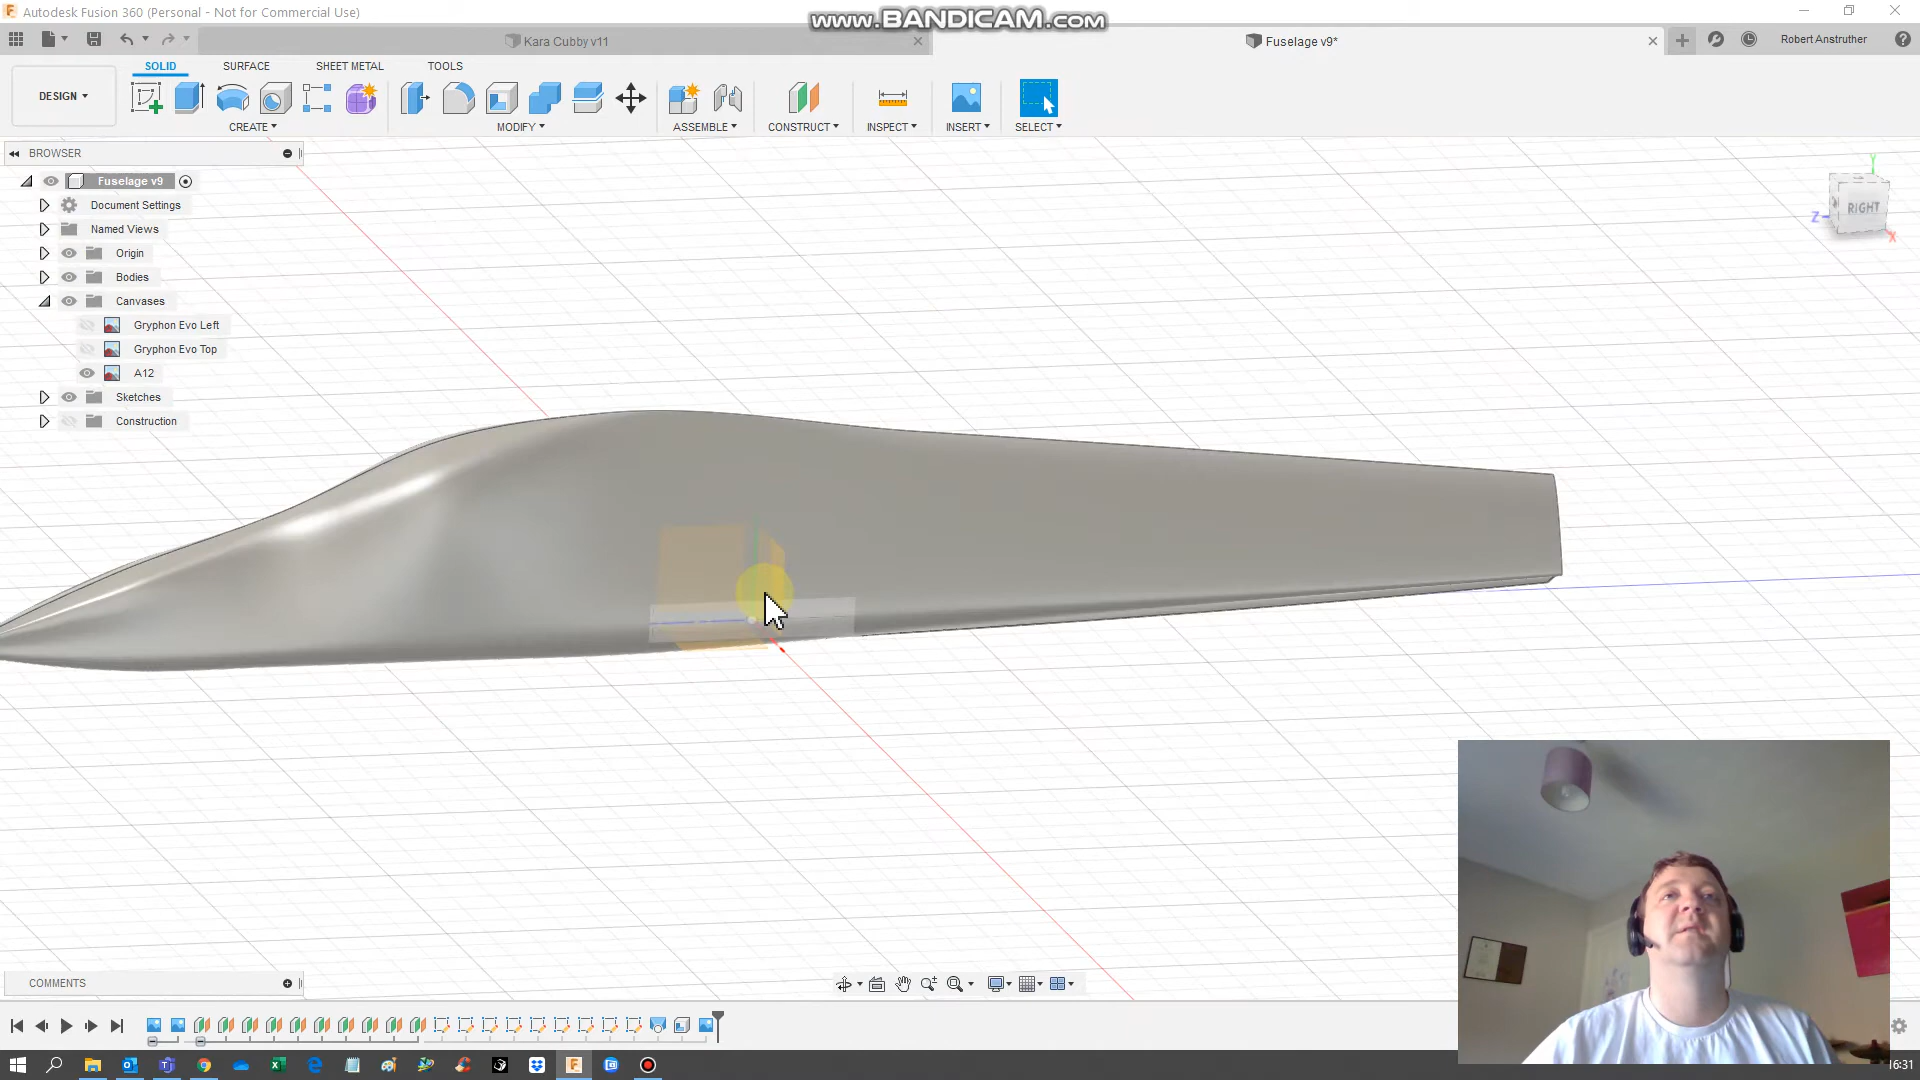 Autodesk Fusion 360 (Personal - Not for Commercial Use)
www.BANDICAM.com
Kara Cubby v11
Fuselage v9*
Robert Anstruther
DESIGN
SOLID
SURFACE
SHEET METAL
TOOLS
CREATE
MODIFY
ASSEMBLE
CONSTRUCT
INSPECT
INSERT
SELECT
BROWSER
Fuselage v9
Document Settings
Named Views
Origin
Bodies
Canvases
Gryphon Evo Left
Gryphon Evo Top
A12
Sketches
Construction
Y
RIGHT
Z
X
COMMENTS
16:31